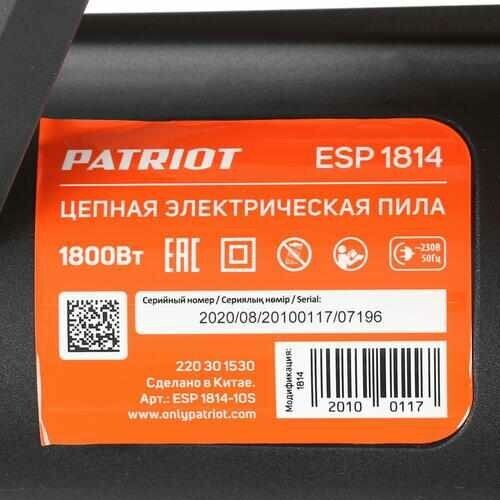 PATRIOT ESP 1814
ЦЕПНАЯ ЭЛЕКТРИЧЕСКАЯ ПИЛА
1800Вт EAC ~230В
50Гц
Серийный номер / Сериялық нөмір / Serial:
2020/08/20100117/07196
220 30 1530
Сделано в Китае.
Арт.: ESP 1814-10S
www.onlypatriot.com
Модификация:
1814
2010 0117